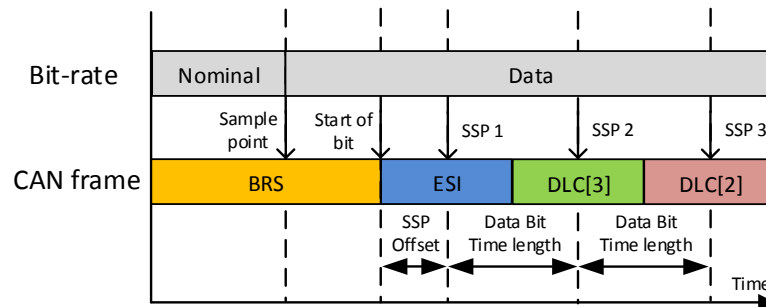 Bit-rate
Nominal
Data
Sample
point
Start of
bit
SSP 1
SSP 2
SSP 3
CAN frame
BRS
ESI
DLC[3]
DLC[2]
SSP
Offset
Data Bit
Time length
Data Bit
Time length
Time